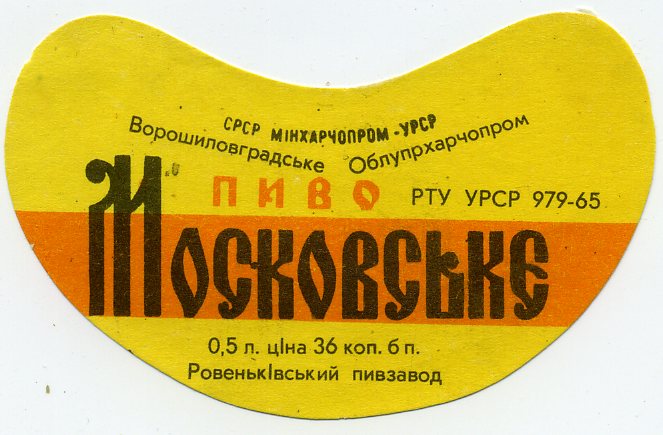 СРСР МІНХАРЧОПРОМ-УРСР
Ворошиловградське Облупрхарчопром
ПИВО РТУ УРСР 979-65
Московське
0,5 л. ціна 36 коп. б п.
Ровеньківський пивзавод